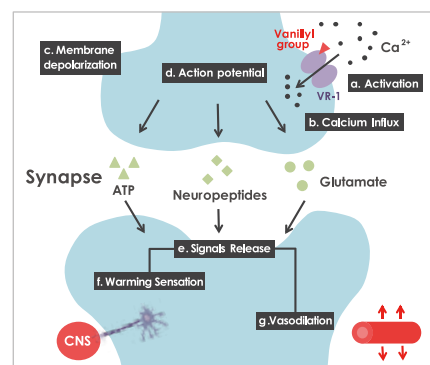 c. Membrane
depolarization
Vanillyl
group
Ca²⁺
d. Action potential
a. Activation
VR-1
b. Calcium Influx
Synapse
ATP
Neuropeptides
Glutamate
e. Signals Release
f. Warming Sensation
g.Vasodilation
CNS